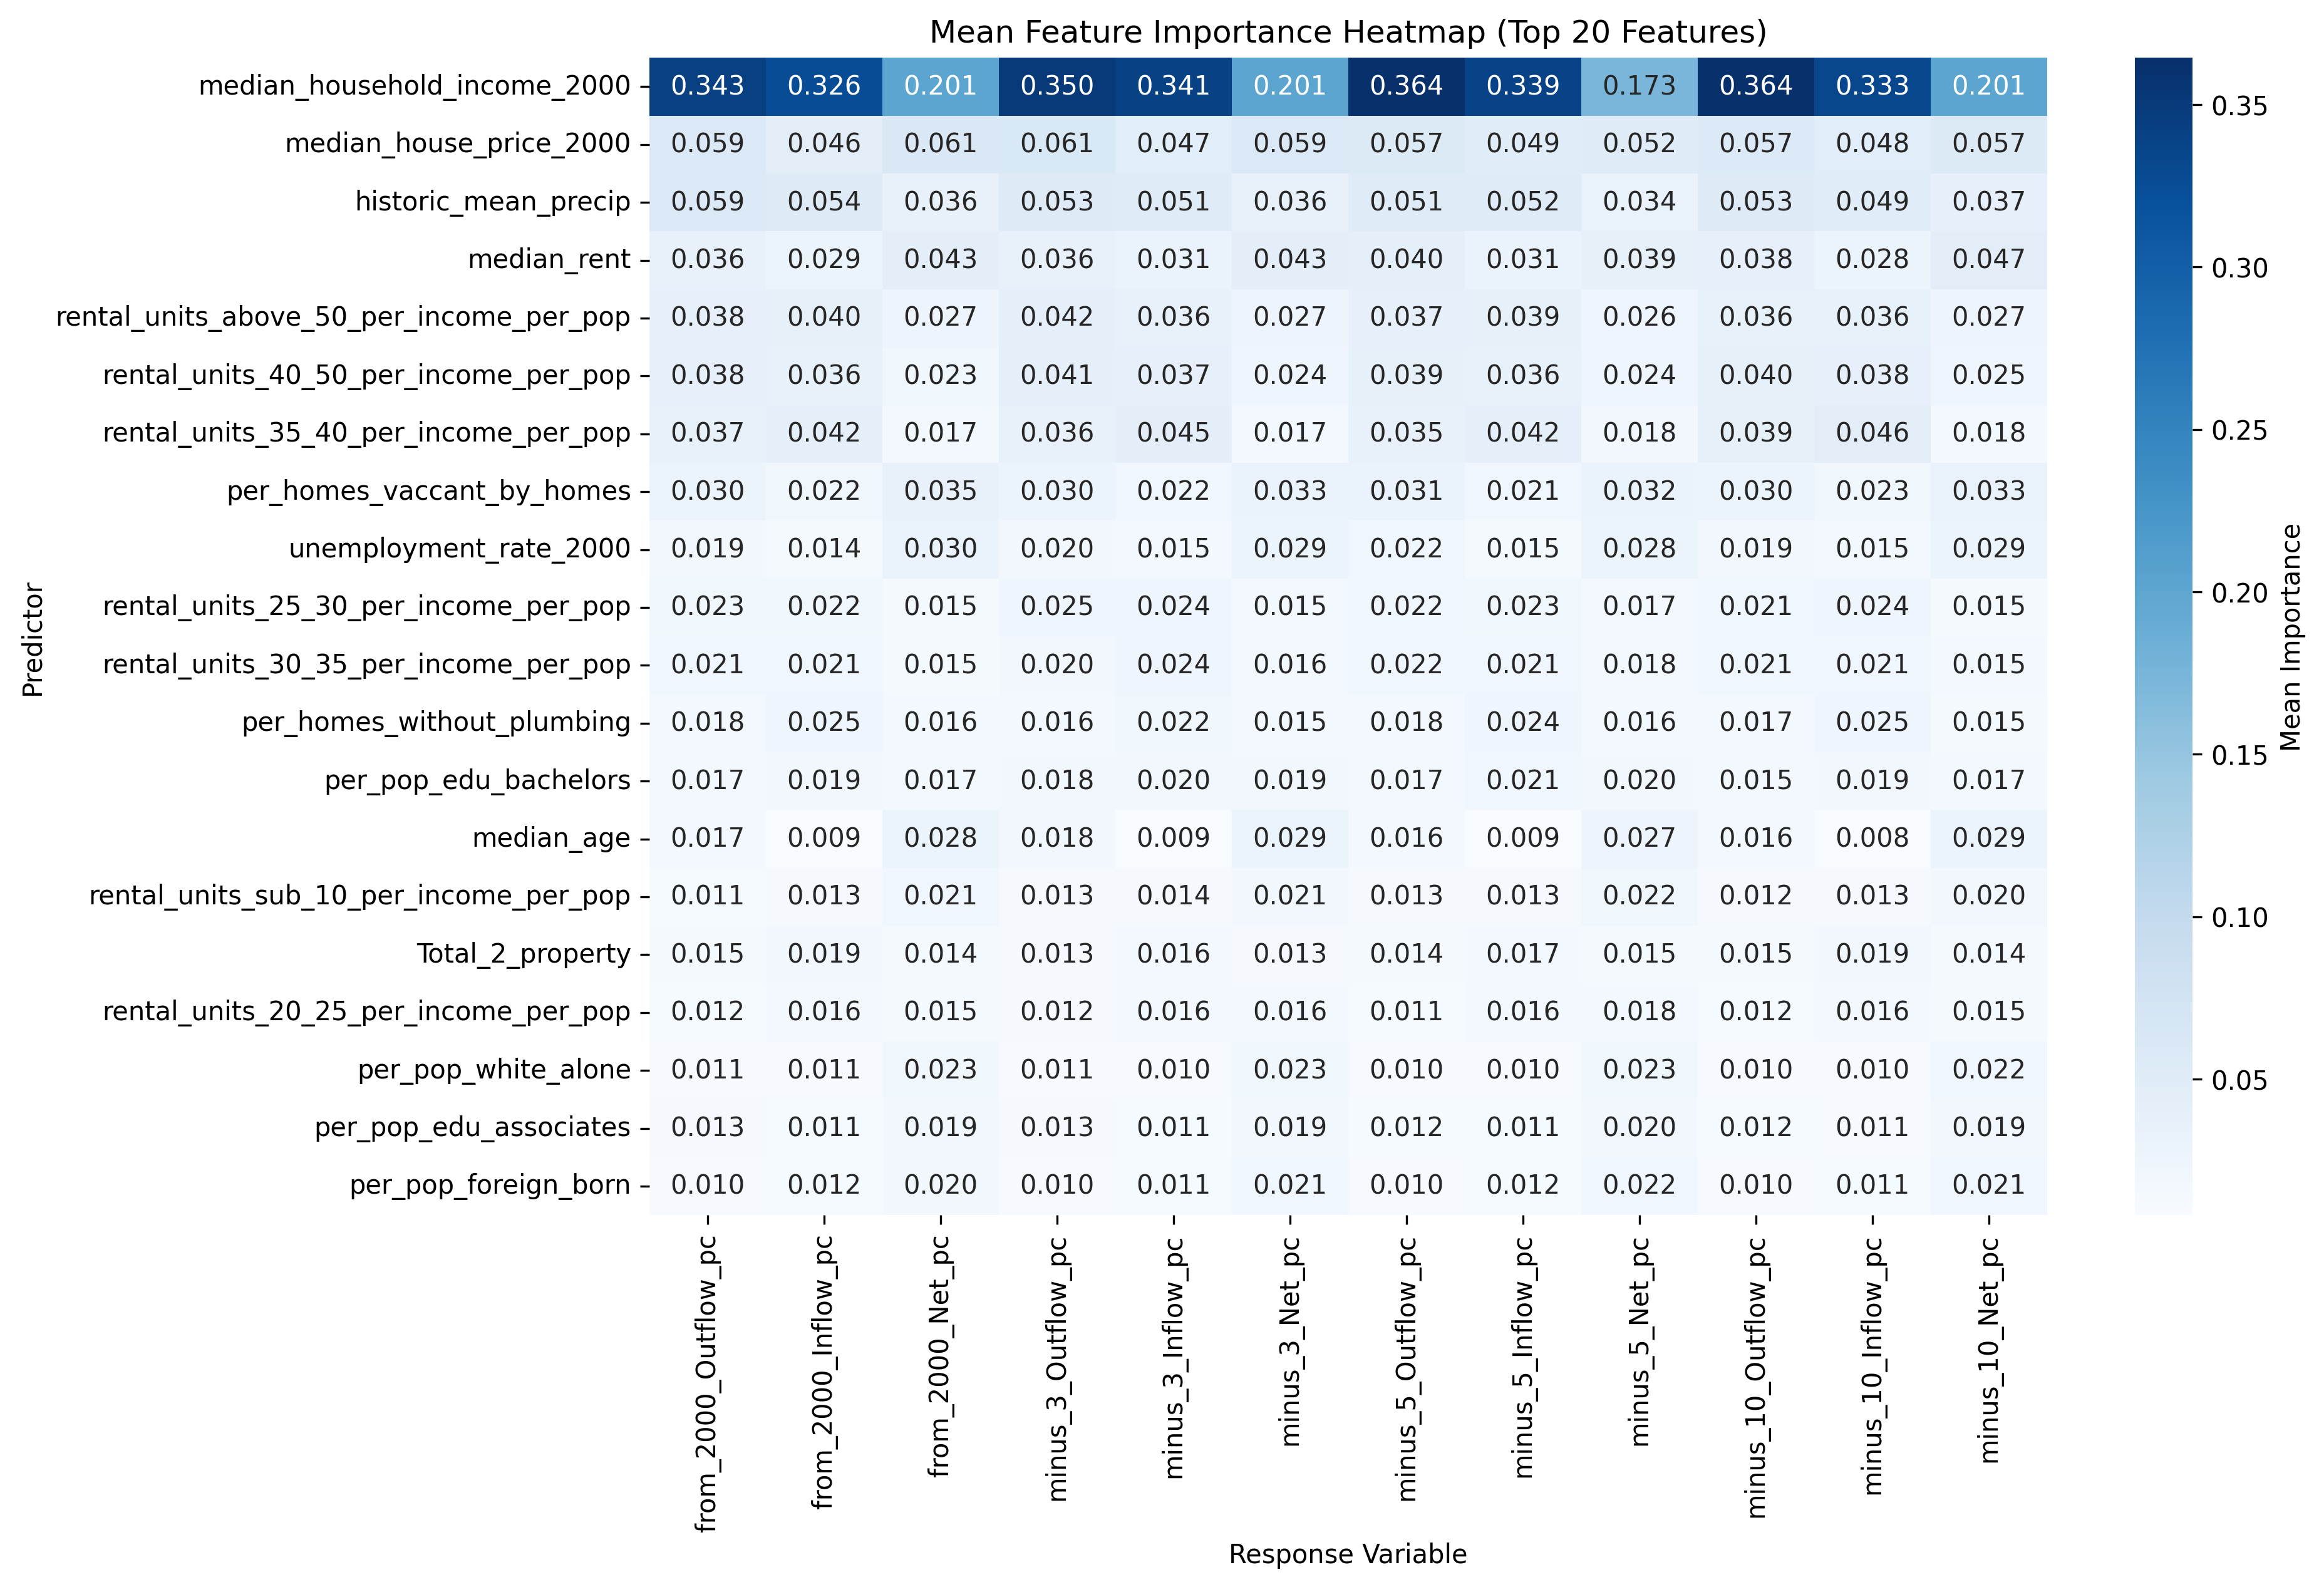 Mean Feature Importance Heatmap (Top 20 Features)
median_household_income_2000 0.343 0.326 0.201 0.350 0.341 0.201 0.364 0.339 0.173 0.364 0.333 0.201
median_house_price_2000 0.059 0.046 0.061 0.061 0.047 0.059 0.057 0.049 0.052 0.057 0.048 0.057
historic_mean_precip 0.059 0.054 0.036 0.053 0.051 0.036 0.051 0.052 0.034 0.053 0.049 0.037
median_rent 0.036 0.029 0.043 0.036 0.031 0.043 0.040 0.031 0.039 0.038 0.028 0.047
rental_units_above_50_per_income_per_pop 0.038 0.040 0.027 0.042 0.036 0.027 0.037 0.039 0.026 0.036 0.036 0.027
rental_units_40_50_per_income_per_pop 0.038 0.036 0.023 0.041 0.037 0.024 0.039 0.036 0.024 0.040 0.038 0.025
rental_units_35_40_per_income_per_pop 0.037 0.042 0.017 0.036 0.045 0.017 0.035 0.042 0.018 0.039 0.046 0.018
per_homes_vaccant_by_homes 0.030 0.022 0.035 0.030 0.022 0.033 0.031 0.021 0.032 0.030 0.023 0.033
unemployment_rate_2000 0.019 0.014 0.030 0.020 0.015 0.029 0.022 0.015 0.028 0.019 0.015 0.029
rental_units_25_30_per_income_per_pop 0.023 0.022 0.015 0.025 0.024 0.015 0.022 0.023 0.017 0.021 0.024 0.015
rental_units_30_35_per_income_per_pop 0.021 0.021 0.015 0.020 0.024 0.016 0.022 0.021 0.018 0.021 0.021 0.015
per_homes_without_plumbing 0.018 0.025 0.016 0.016 0.022 0.015 0.018 0.024 0.016 0.017 0.025 0.015
per_pop_edu_bachelors 0.017 0.019 0.017 0.018 0.020 0.019 0.017 0.021 0.020 0.015 0.019 0.017
median_age 0.017 0.009 0.028 0.018 0.009 0.029 0.016 0.009 0.027 0.016 0.008 0.029
rental_units_sub_10_per_income_per_pop 0.011 0.013 0.021 0.013 0.014 0.021 0.013 0.013 0.022 0.012 0.013 0.020
Total_2_property 0.015 0.019 0.014 0.013 0.016 0.013 0.014 0.017 0.015 0.015 0.019 0.014
rental_units_20_25_per_income_per_pop 0.012 0.016 0.015 0.012 0.016 0.016 0.011 0.016 0.018 0.012 0.016 0.015
per_pop_white_alone 0.011 0.011 0.023 0.011 0.010 0.023 0.010 0.010 0.023 0.010 0.010 0.022
per_pop_edu_associates 0.013 0.011 0.019 0.013 0.011 0.019 0.012 0.011 0.020 0.012 0.011 0.019
per_pop_foreign_born 0.010 0.012 0.020 0.010 0.011 0.021 0.010 0.012 0.022 0.010 0.011 0.021
Predictor
from_2000_Outflow_pc
from_2000_Inflow_pc
from_2000_Net_pc
minus_3_Outflow_pc
minus_3_Inflow_pc
minus_3_Net_pc
minus_5_Outflow_pc
minus_5_Inflow_pc
minus_5_Net_pc
minus_10_Outflow_pc
minus_10_Inflow_pc
minus_10_Net_pc
Response Variable
0.35
0.30
0.25
0.20
0.15
0.10
0.05
Mean Importance